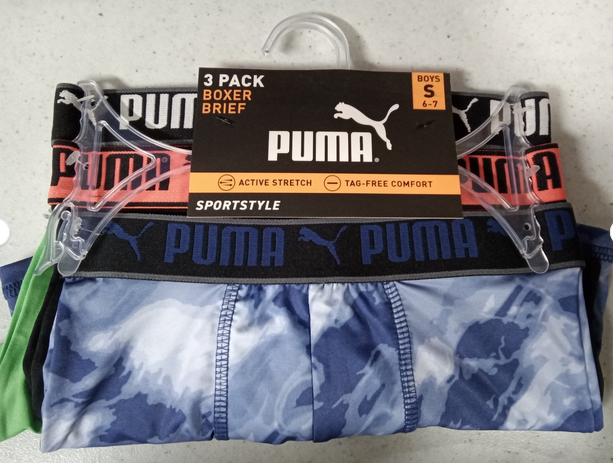 3 PACK
BOXER
BRIEF
BOYS
S
6-7
PUMA
ACTIVE STRETCH
TAG-FREE COMFORT
SPORTSTYLE
PUMA
PUMA
PUMA
PUMA